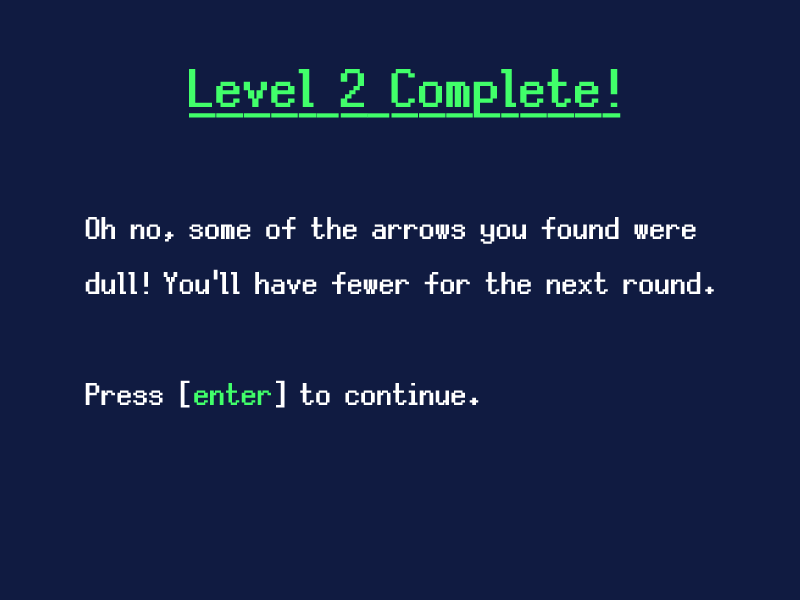 Level 2 Complete!
Oh no, some of the arrows you found were
dull! You'll have fewer for the next round.
Press [enter] to continue.